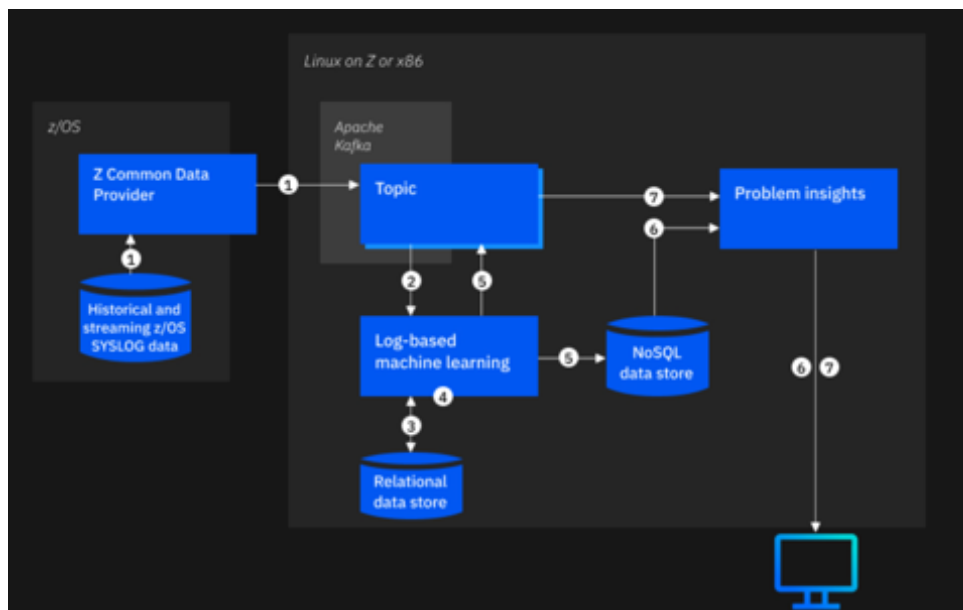 Linux on Z or x86
z/OS
Apache
Kafka
Z Common Data
Provider
1
Topic
7
Problem insights
6
1
2
5
Historical and
streaming z/OS
SYSLOG data
Log-based
machine learning
5
NoSQL
data store
6
7
4
3
Relational
data store